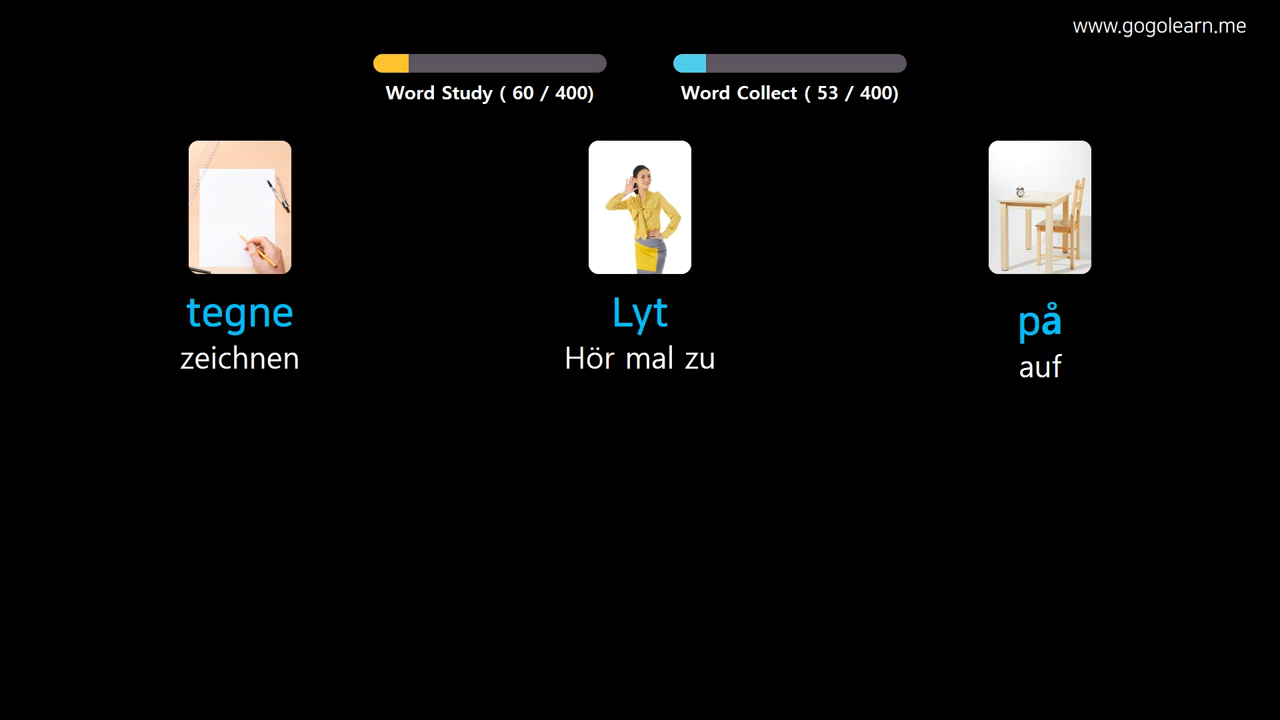 www.gogolearn.me
Word Study ( 60 / 400)
Word Collect ( 53 / 400)
tegne
zeichnen
Lyt
Hör mal zu
på
auf